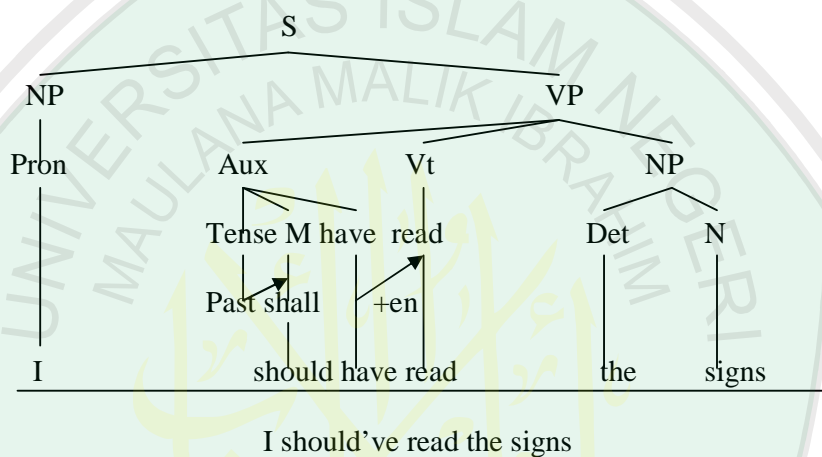 S
NP VP
Pron Aux Vt NP
Tense M have read Det N
Past shall +en
I should have read the signs
I should've read the signs
UNIVERSITAS ISLAM NEGERI
MAULANA MALIK IBRAHIM